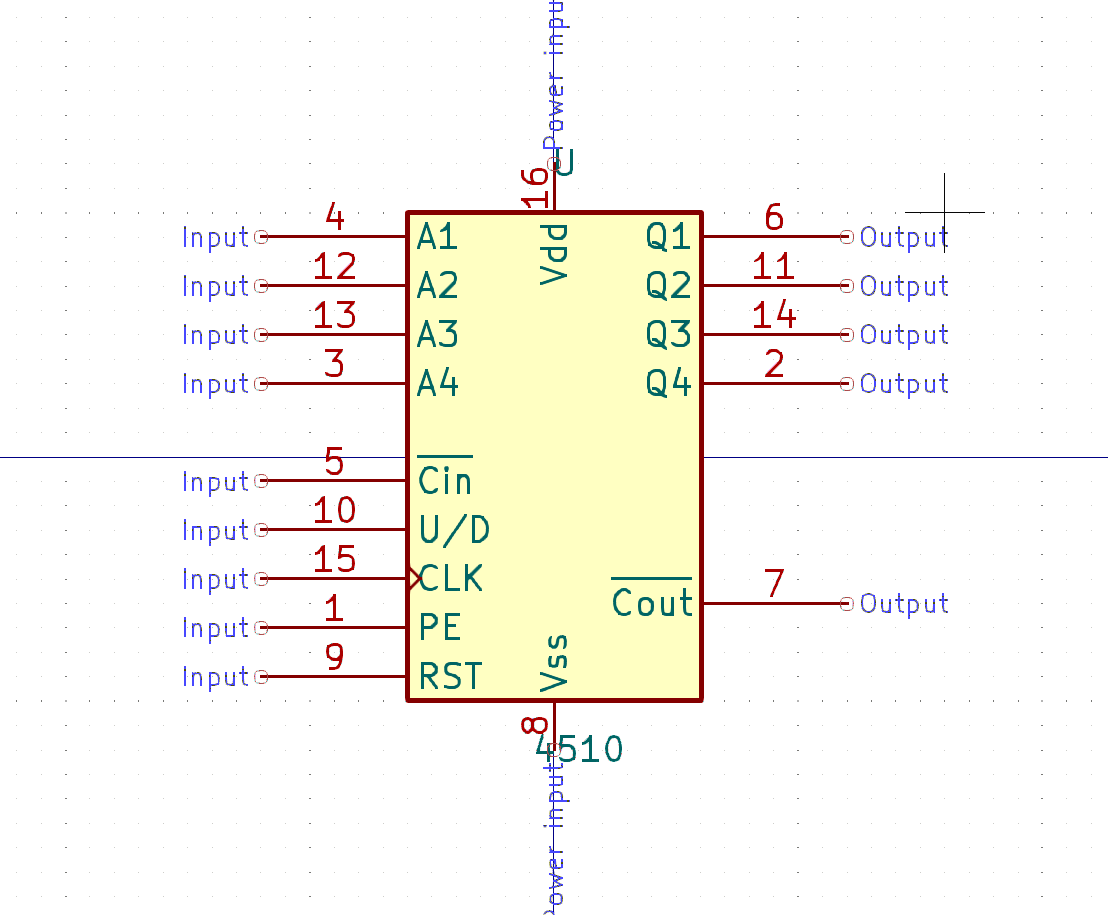 Power input
U
16
Vdd
Input 4 A1 Q1 6 Output
Input 12 A2 Q2 11 Output
Input 13 A3 Q3 14 Output
Input 3 A4 Q4 2 Output
Input 5 Cin
Input 10 U/D
Input 15 CLK
Cout 7 Output
Input 1 PE
Input 9 RST
Vss
8
4510
Power input